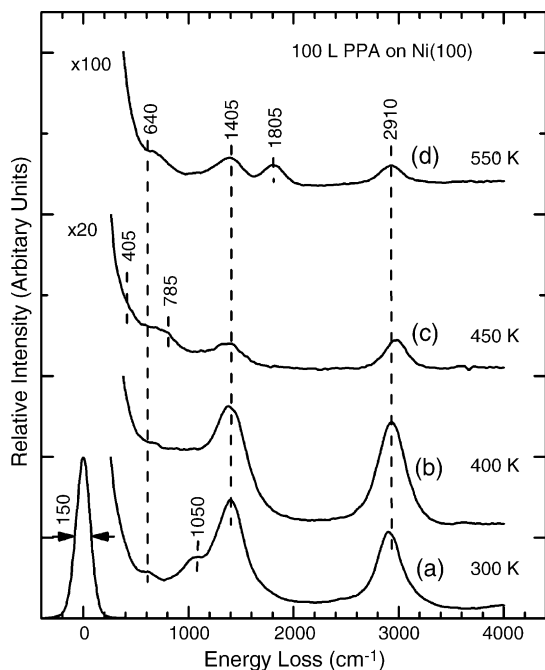 100 L PPA on Ni(100)
x100
640
1405
1805
2910
(d)
550 K
x20
405
785
(c)
450 K
(b)
400 K
150
1050
(a)
300 K
0
1000
2000
3000
4000
Energy Loss (cm⁻¹)
Relative Intensity (Arbitary Units)